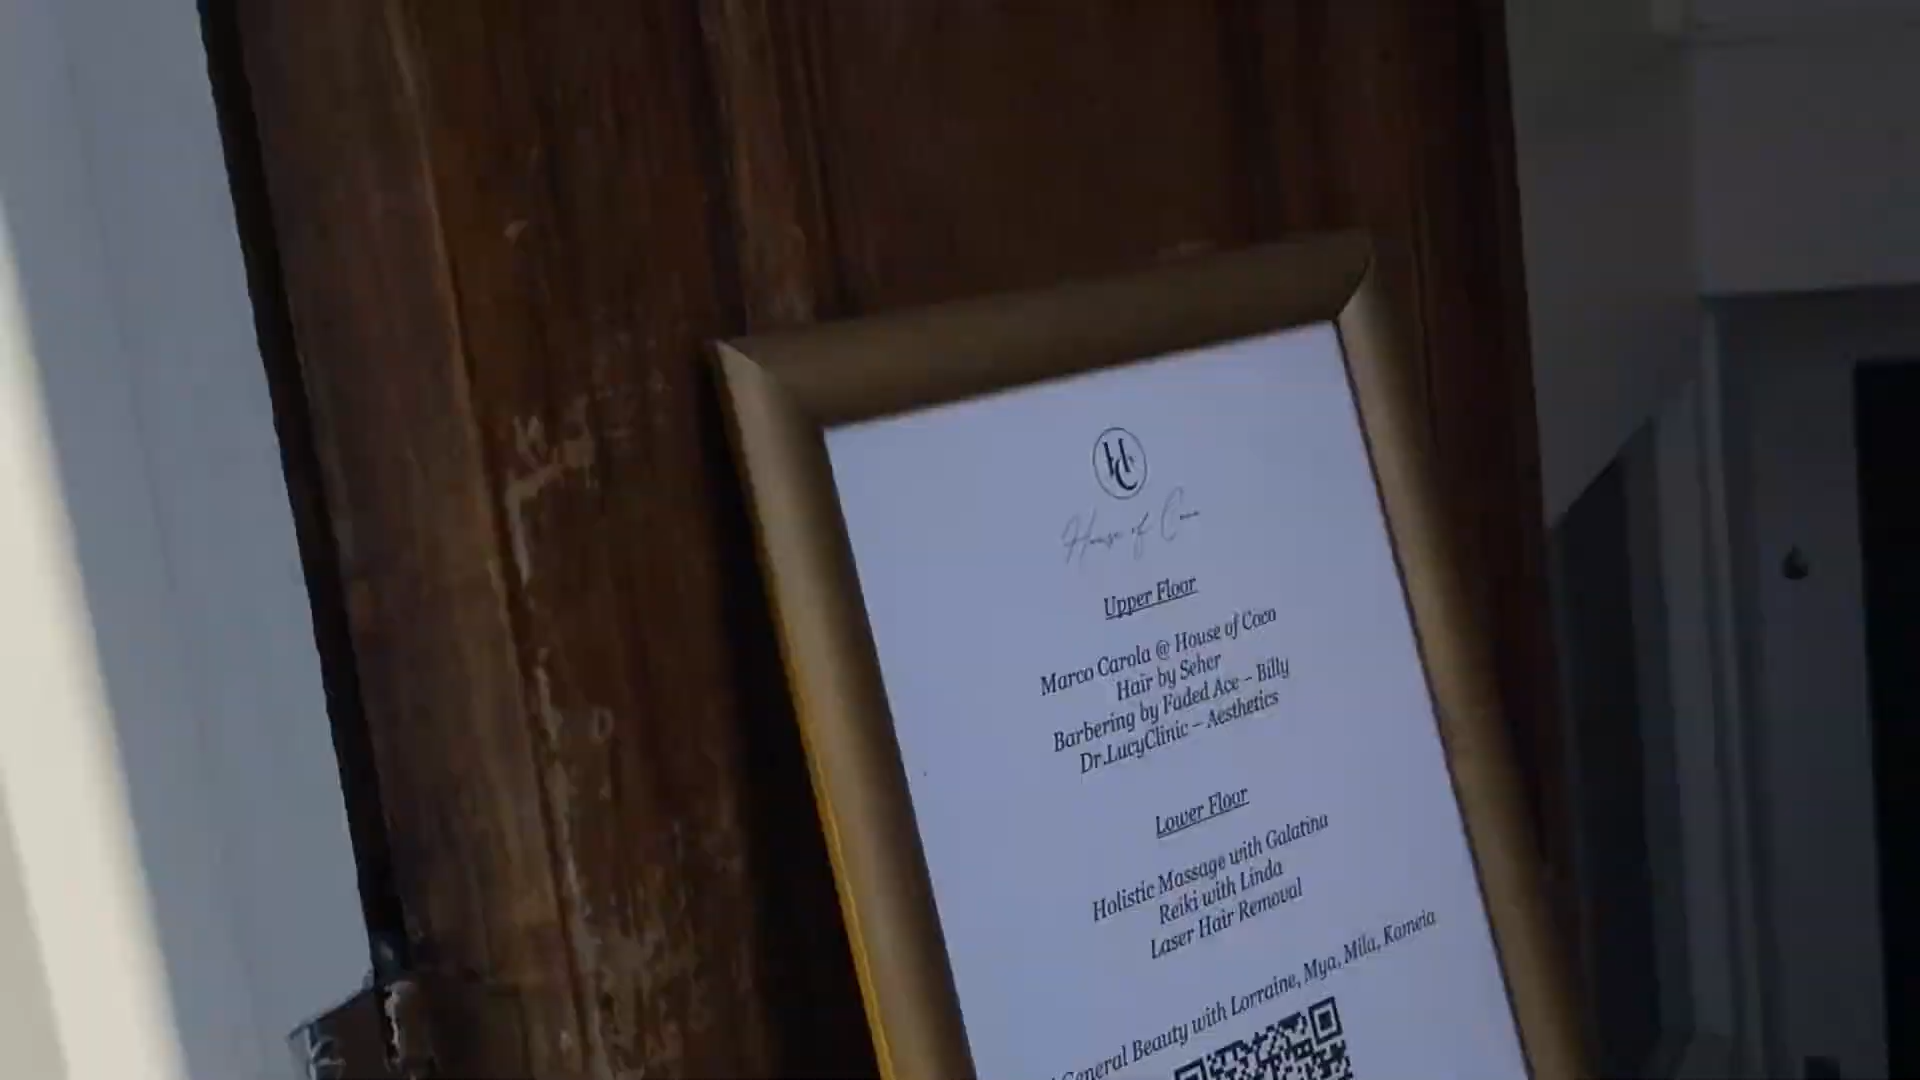 HC
House of Coco
Upper Floor
Marco Carola @ House of Coco
Hair by Seher
Barbering by Faded Ace – Billy
Dr.LucyClinic – Aesthetics
Lower Floor
Holistic Massage with Galatina
Reiki with Linda
Laser Hair Removal
General Beauty with Lorraine, Mya, Mila, Kameia